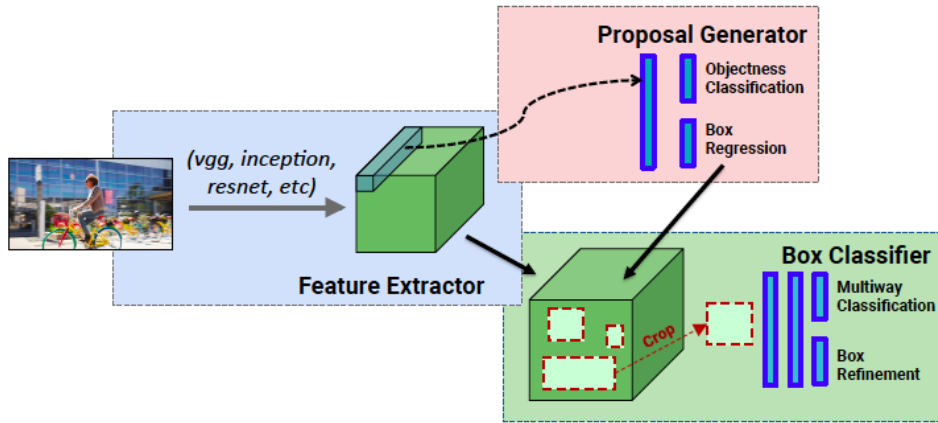 Proposal Generator
Objectness
Classification
Box
Regression
(vgg, inception,
resnet, etc)
Feature Extractor
Box Classifier
Multiway
Classification
Crop
Box
Refinement